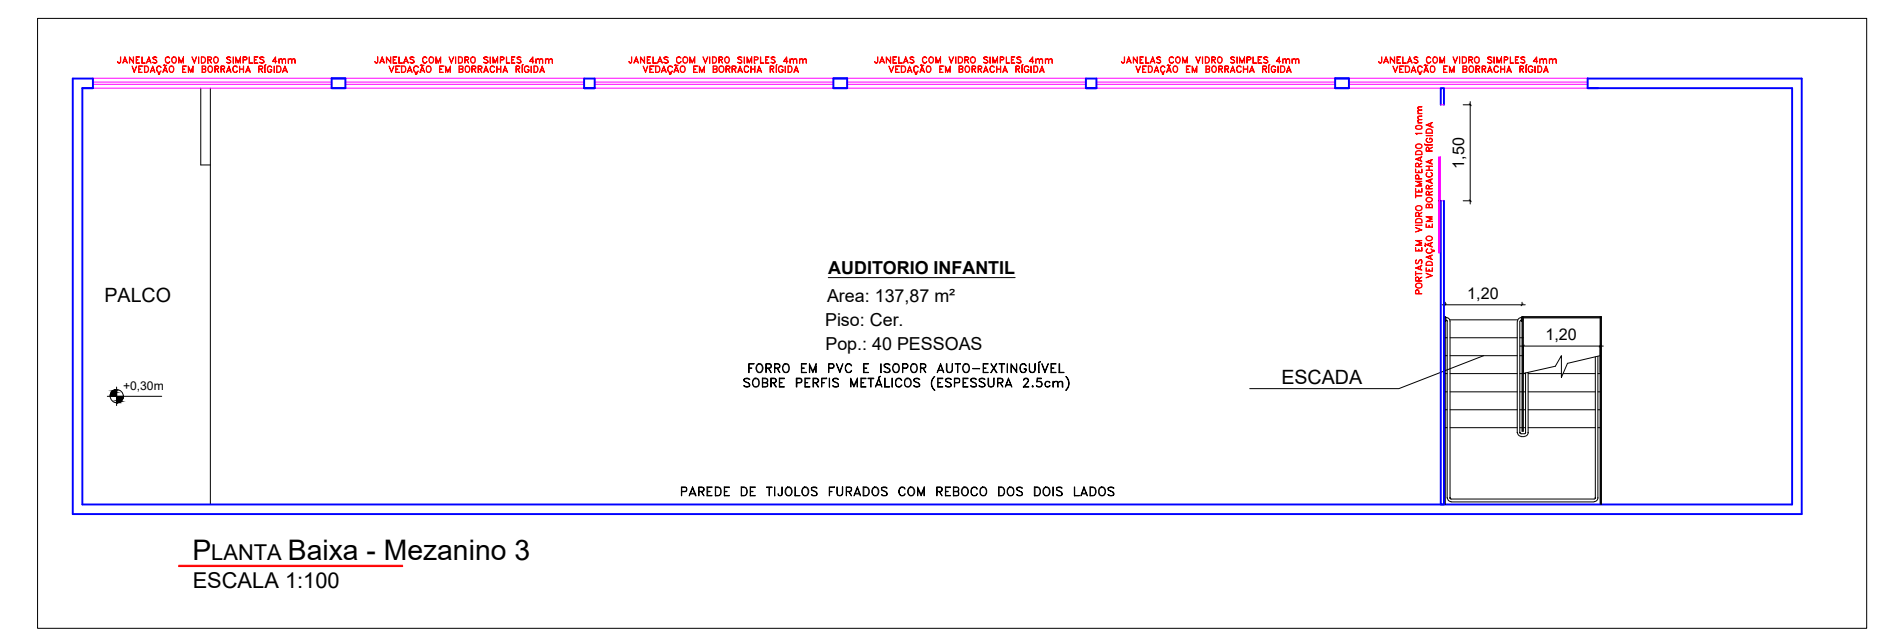 JANELAS COM VIDRO SIMPLES 4mm
VEDAÇÃO EM BORRACHA RÍGIDA
JANELAS COM VIDRO SIMPLES 4mm
VEDAÇÃO EM BORRACHA RÍGIDA
JANELAS COM VIDRO SIMPLES 4mm
VEDAÇÃO EM BORRACHA RÍGIDA
JANELAS COM VIDRO SIMPLES 4mm
VEDAÇÃO EM BORRACHA RÍGIDA
JANELAS COM VIDRO SIMPLES 4mm
VEDAÇÃO EM BORRACHA RÍGIDA
JANELAS COM VIDRO SIMPLES 4mm
VEDAÇÃO EM BORRACHA RÍGIDA
PORTAS EM VIDRO TEMPERADO 10mm
VEDAÇÃO EM BORRACHA RÍGIDA
1,50
PALCO
+0,30m
AUDITORIO INFANTIL
Area: 137,87 m²
Piso: Cer.
Pop.: 40 PESSOAS
FORRO EM PVC E ISOPOR AUTO-EXTINGUÍVEL
SOBRE PERFIS METÁLICOS (ESPESSURA 2.5cm)
1,20
1,20
ESCADA
PAREDE DE TIJOLOS FURADOS COM REBOCO DOS DOIS LADOS
PLANTA Baixa - Mezanino 3
ESCALA 1:100